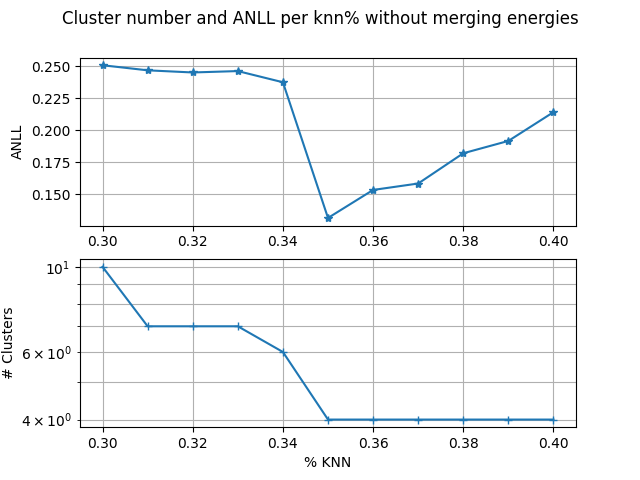 Cluster number and ANLL per knn% without merging energies
0.250
0.225
0.200
0.175
0.150
ANLL
0.30 0.32 0.34 0.36 0.38 0.40
10¹
6 × 10⁰
4 × 10⁰
# Clusters
0.30 0.32 0.34 0.36 0.38 0.40
% KNN